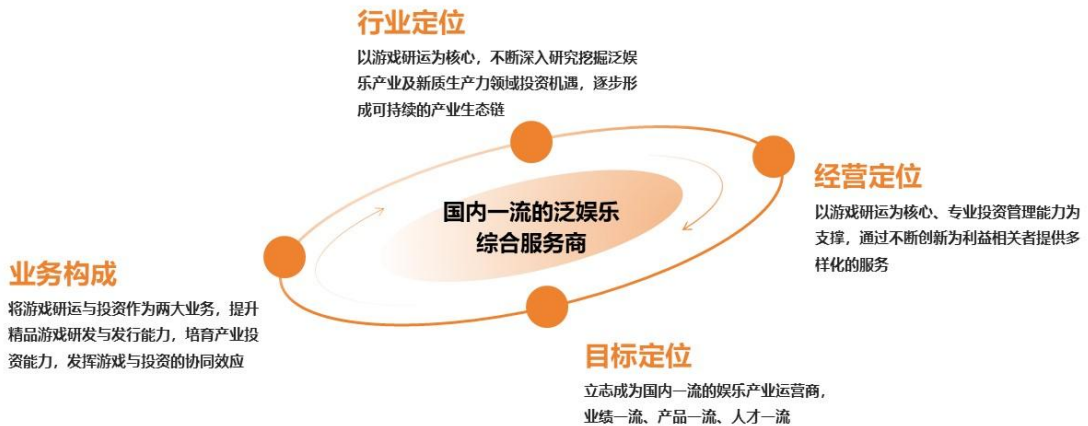 行业定位
以游戏研运为核心，不断深入研究挖掘泛娱
乐产业及新质生产力领域投资机遇，逐步形
成可持续的产业生态链
经营定位
以游戏研运为核心、专业投资管理能力为
支撑，通过不断创新为利益相关者提供多
样化的服务
国内一流的泛娱乐
综合服务商
业务构成
将游戏研运与投资作为两大业务，提升
精品游戏研发与发行能力，培育产业投
资能力，发挥游戏与投资的协同效应
目标定位
立志成为国内一流的娱乐产业运营商，
业绩一流、产品一流、人才一流